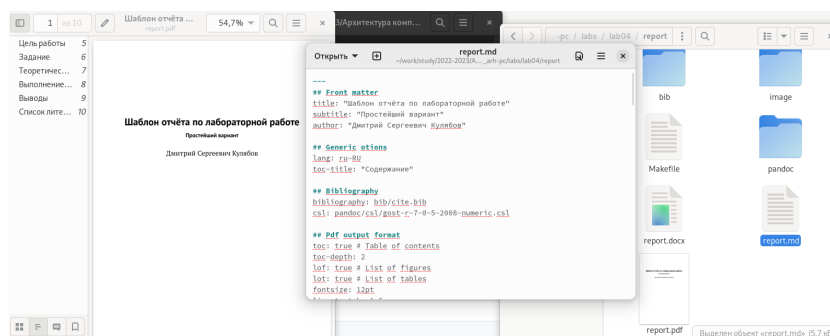 1 из 10
Шаблон отчёта ...
report.pdf
54,7%
Цель работы 5
Задание 6
Теоретичес... 7
Выполнение... 8
Выводы 9
Список лите... 10
Шаблон отчёта по лабораторной работе
Простейший вариант
Дмитрий Сергеевич Кулябов
3/Архитектура комп...
Открыть
report.md
~/work/study/2022-2023/А... _arh-pc/labs/lab04/report
---
## Front matter
title: "Шаблон отчёта по лабораторной работе"
subtitle: "Простейший вариант"
author: "Дмитрий Сергеевич Кулябов"
## Generic otions
lang: ru-RU
toc-title: "Содержание"
## Bibliography
bibliography: bib/cite.bib
csl: pandoc/csl/gost-r-7-0-5-2008-numeric.csl
## Pdf output format
toc: true # Table of contents
toc-depth: 2
lof: true # List of figures
lot: true # List of tables
fontsize: 12pt
-pc / labs / lab04 / report
bib
image
Makefile
pandoc
report.docx
report.md
report.pdf
Выделен объект «report.md» (5,7 кБ